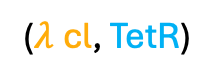 (λ cl, TetR)